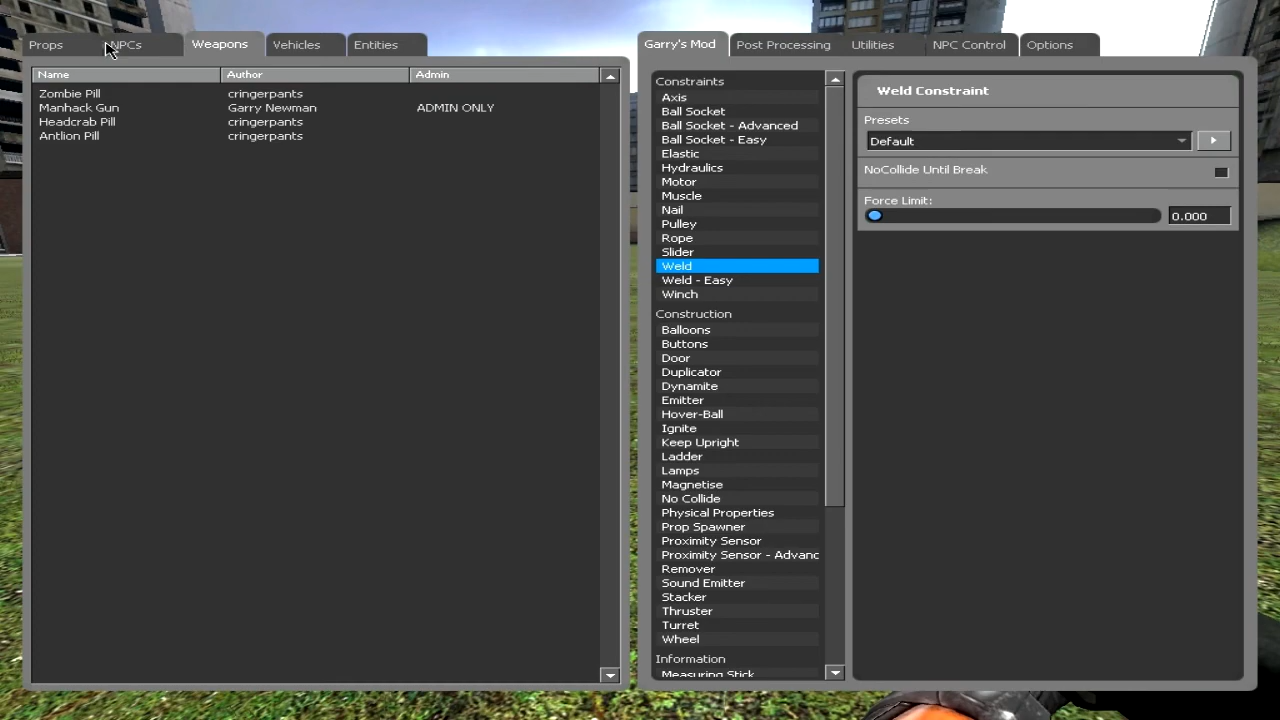 Props
NPCs
Weapons
Vehicles
Entities
Name Author Admin
Zombie Pill cringerpants
Manhack Gun Garry Newman ADMIN ONLY
Headcrab Pill cringerpants
Antlion Pill cringerpants
Garry's Mod
Post Processing
Utilities
NPC Control
Options
Constraints
Axis
Ball Socket
Ball Socket - Advanced
Ball Socket - Easy
Elastic
Hydraulics
Motor
Muscle
Nail
Pulley
Rope
Slider
Weld
Weld - Easy
Winch
Construction
Balloons
Buttons
Door
Duplicator
Dynamite
Emitter
Hover-Ball
Ignite
Keep Upright
Ladder
Lamps
Magnetise
No Collide
Physical Properties
Prop Spawner
Proximity Sensor
Proximity Sensor - Advanc
Remover
Sound Emitter
Stacker
Thruster
Turret
Wheel
Information
Measuring Stick
Weld Constraint
Presets
Default
NoCollide Until Break
Force Limit:
0.000